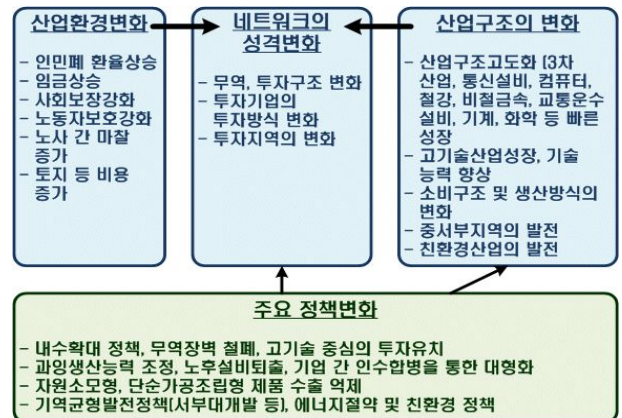 산업환경변화
- 인민폐 환율상승
- 임금상승
- 사회보장강화
- 노동자보호강화
- 노사 간 마찰
증가
- 토지 등 비용
증가
네트워크의
성격변화
- 무역, 투자구조 변화
- 투자기업의
투자방식 변화
- 투자지역의 변화
산업구조의 변화
- 산업구조고도화 (3차
산업, 통신설비, 컴퓨터,
철강, 비철금속, 교통운수
설비, 기계, 화학 등 빠른
성장
- 고기술산업성장, 기술
능력 향상
- 소비구조 및 생산방식의
변화
- 중서부지역의 발전
- 친환경산업의 발전
주요 정책변화
- 내수확대 정책, 무역장벽 철폐, 고기술 중심의 투자유치
- 과잉생산능력 조정, 노후설비퇴출, 기업 간 인수합병을 통한 대형화
- 자원소모형, 단순가공조립형 제품 수출 억제
- 기역균형발전정책(서부대개발 등), 에너지절약 및 친환경 정책